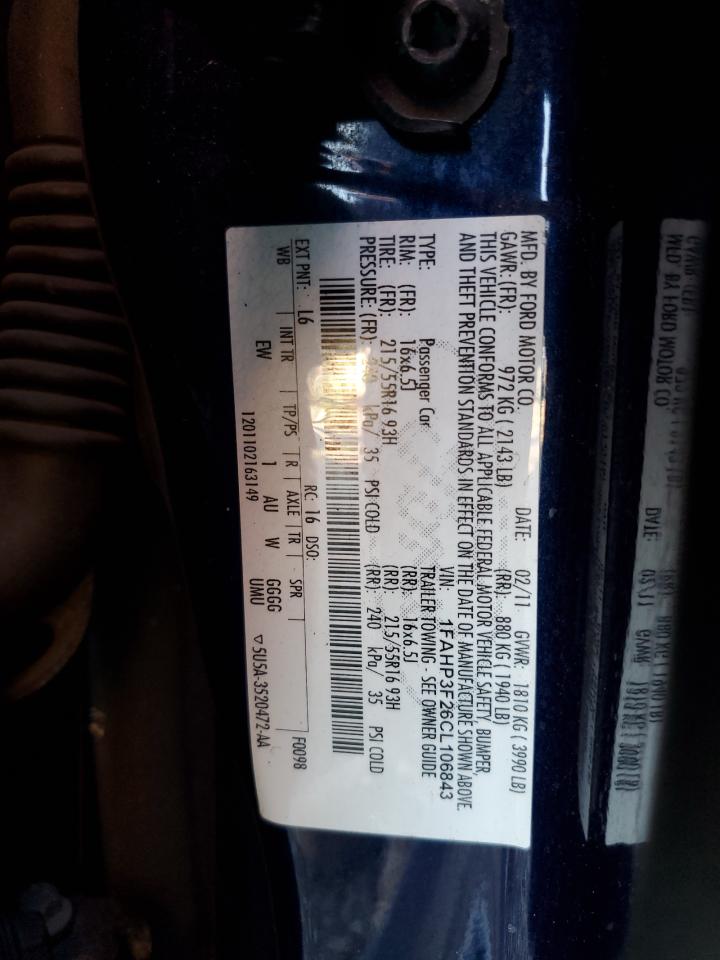 MFD. BY FORD MOTOR CO.
DATE: 02/11 GVWR: 1810 KG ( 3990 LB)
GAWR: (FR): 972 KG ( 2143 LB) (RR): 880 KG ( 1940 LB)
THIS VEHICLE CONFORMS TO ALL APPLICABLE FEDERAL MOTOR VEHICLE SAFETY, BUMPER,
AND THEFT PREVENTION STANDARDS IN EFFECT ON THE DATE OF MANUFACTURE SHOWN ABOVE.
VIN: 1FAHP3F26CL106843
TYPE: Passenger Car TRAILER TOWING - SEE OWNER GUIDE
RIM: (FR): 16x6.5J (RR): 16x6.5J
TIRE: (FR): 215/55R16 93H (RR): 215/55R16 93H
PRESSURE: (FR): kPa/ 35 PSI COLD (RR): 240 kPa/ 35 PSI COLD
F0098
EXT PNT: L6 RC: 16 DSO:
WB INT TR TP/PS R AXLE TR SPR
EW 1 AU W GGGG
UMU
1201102163149 ▽ 5U5A-3520472-AA